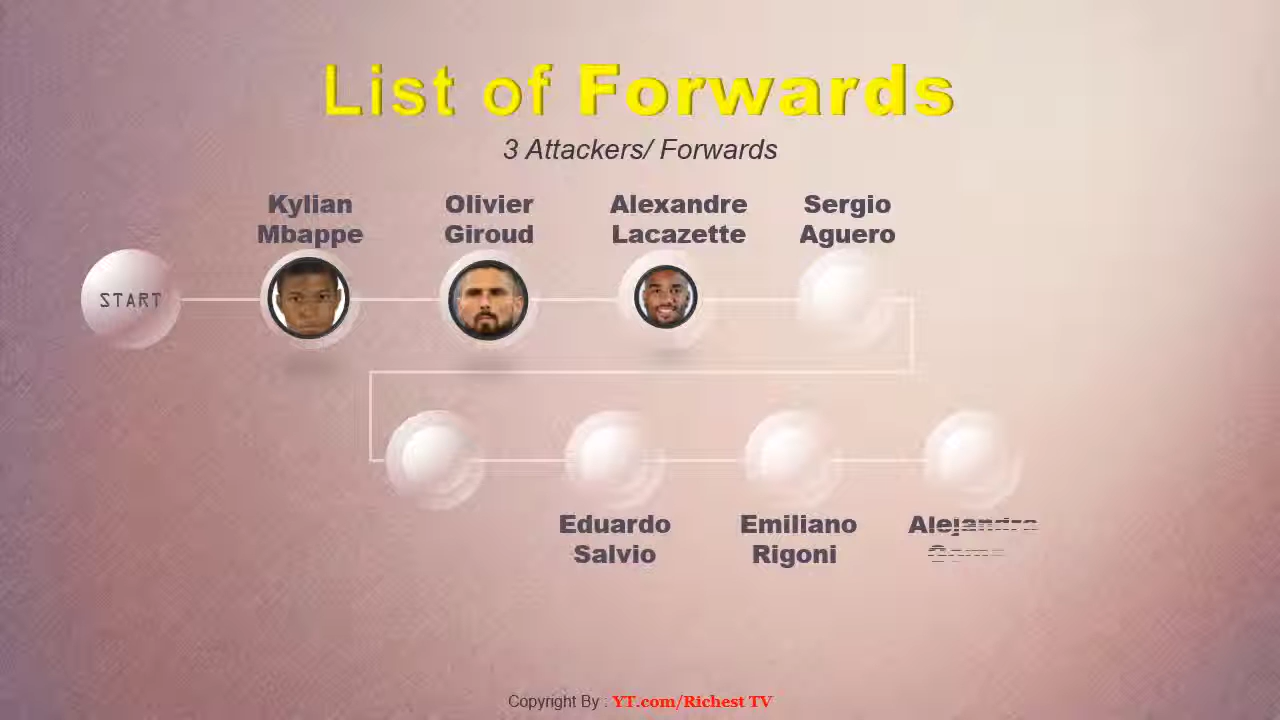 List of Forwards
3 Attackers/ Forwards
Kylian
Mbappe
Olivier
Giroud
Alexandre
Lacazette
Sergio
Aguero
START
Eduardo
Salvio
Emiliano
Rigoni
Alejandro
Copyright By : YT.com/Richest TV